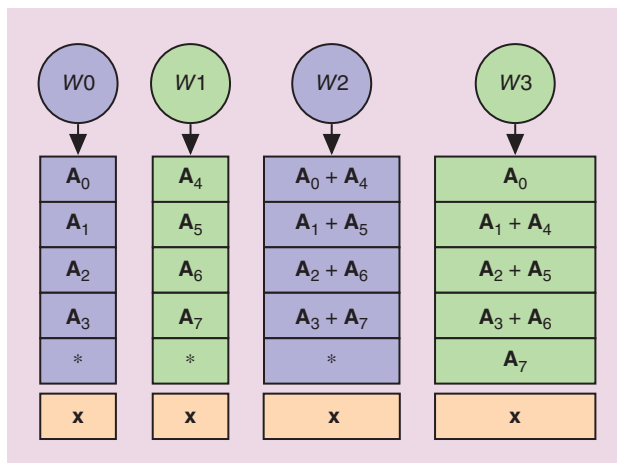 W0 W1 W2 W3
A₀ A₄ A₀ + A₄ A₀
A₁ A₅ A₁ + A₅ A₁ + A₄
A₂ A₆ A₂ + A₆ A₂ + A₅
A₃ A₇ A₃ + A₇ A₃ + A₆
* * * A₇
x x x x